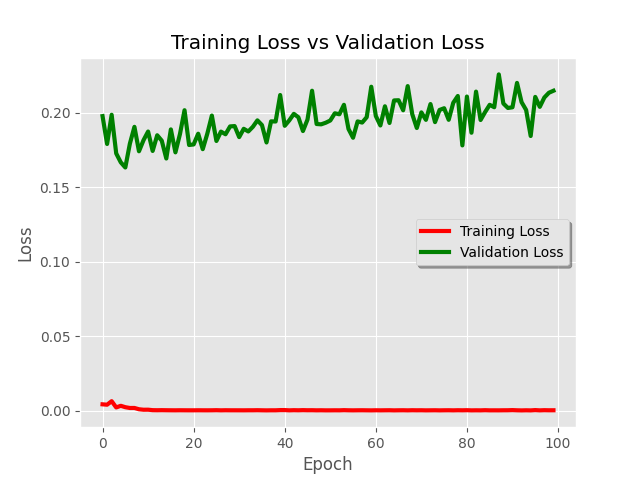 Training Loss vs Validation Loss
0.20
0.15
0.10
0.05
0.00
Loss
Training Loss
Validation Loss
0 20 40 60 80 100
Epoch